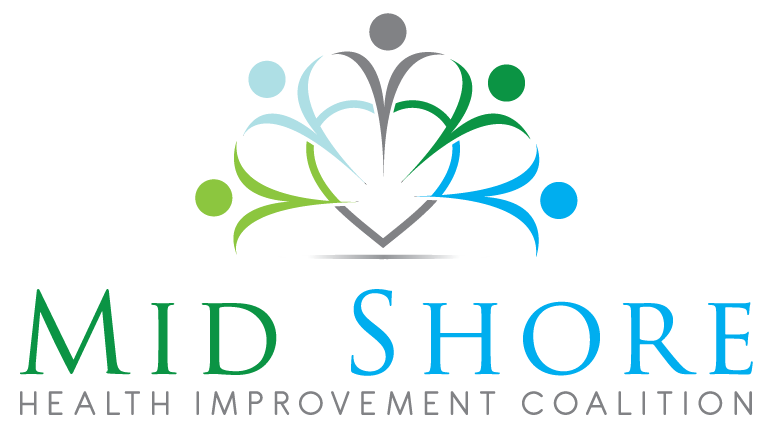 MID SHORE
HEALTH IMPROVEMENT COALITION